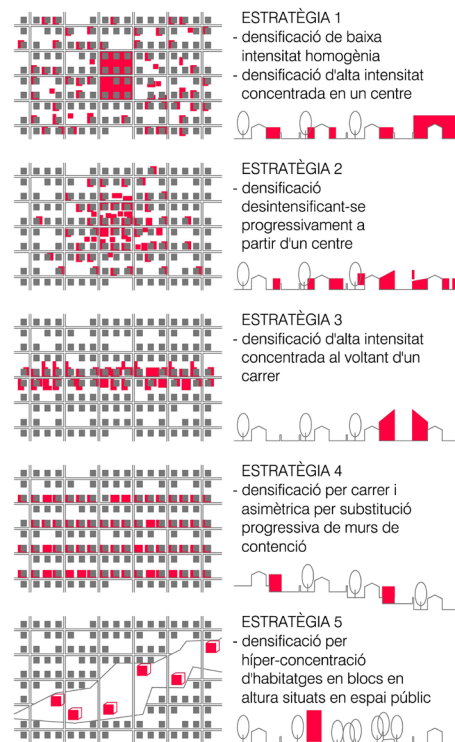 ESTRATÈGIA 1
- densificació de baixa
intensitat homogènia
- densificació d'alta intensitat
concentrada en un centre
ESTRATÈGIA 2
- densificació
desintensificant-se
progressivament a
partir d'un centre
ESTRATÈGIA 3
- densificació d'alta intensitat
concentrada al voltant d'un
carrer
ESTRATÈGIA 4
- densificació per carrer i
asimètrica per substitució
progressiva de murs de
contenció
ESTRATÈGIA 5
- densificació per
híper-concentració
d'habitatges en blocs en
altura situats en espai públic